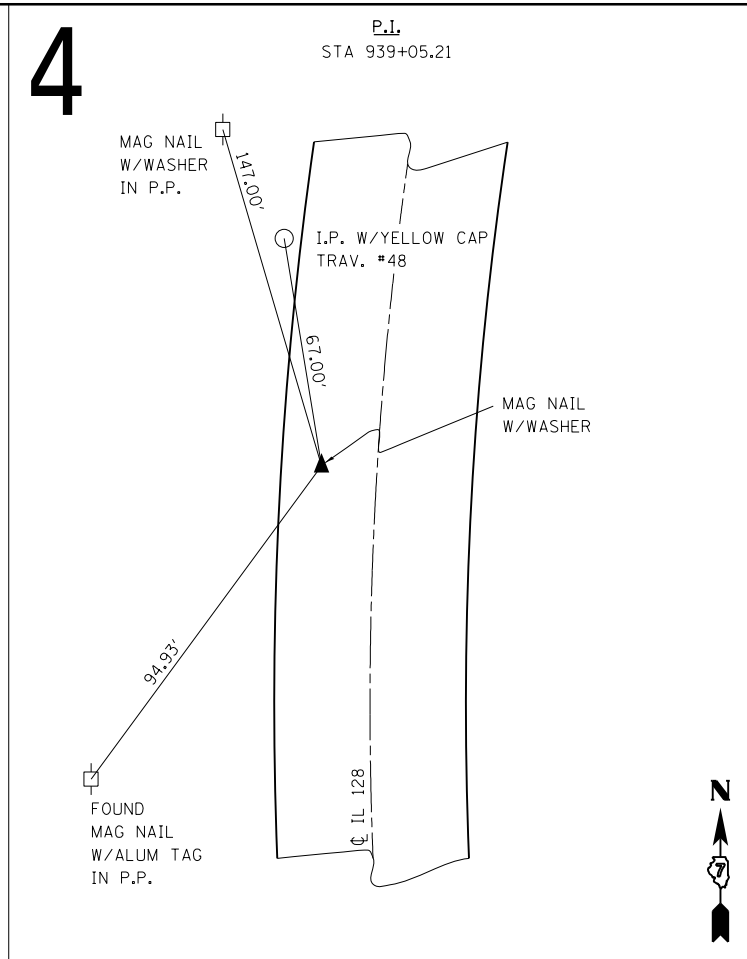 4
P.I.
STA 939+05.21
MAG NAIL
W/WASHER
IN P.P.
147.00'
I.P. W/YELLOW CAP
TRAV. #48
67.00'
MAG NAIL
W/WASHER
94.93'
FOUND
MAG NAIL
W/ALUM TAG
IN P.P.
℄ IL 128
N
7